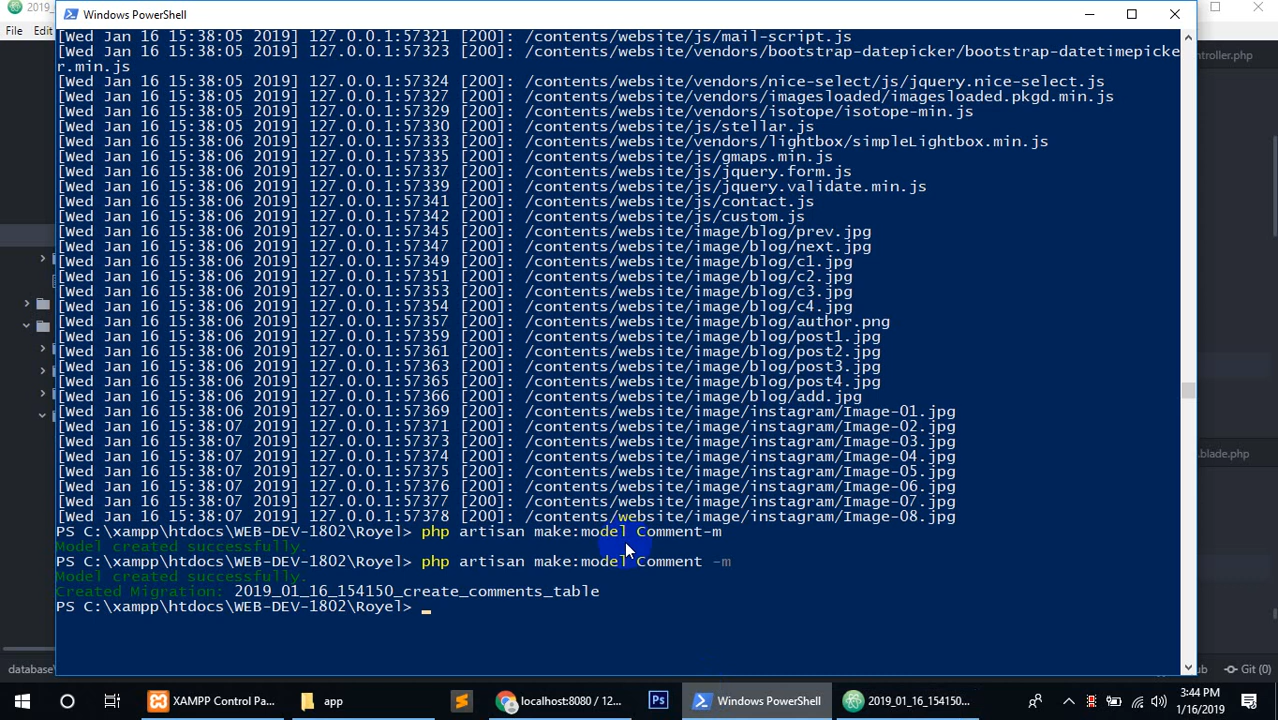 Windows PowerShell
File Edit
ntroller.php
[Wed Jan 16 15:38:05 2019] 127.0.0.1:57321 [200]: /contents/website/js/mail-script.js
[Wed Jan 16 15:38:05 2019] 127.0.0.1:57323 [200]: /contents/website/vendors/bootstrap-datepicker/bootstrap-datetimepicke
r.min.js
[Wed Jan 16 15:38:05 2019] 127.0.0.1:57324 [200]: /contents/website/vendors/nice-select/js/jquery.nice-select.js
[Wed Jan 16 15:38:05 2019] 127.0.0.1:57327 [200]: /contents/website/vendors/imagesloaded/imagesloaded.pkgd.min.js
[Wed Jan 16 15:38:05 2019] 127.0.0.1:57329 [200]: /contents/website/vendors/isotope/isotope-min.js
[Wed Jan 16 15:38:05 2019] 127.0.0.1:57330 [200]: /contents/website/js/stellar.js
[Wed Jan 16 15:38:06 2019] 127.0.0.1:57334 [200]: /contents/website/vendors/lightbox/simpleLightbox.min.js
[Wed Jan 16 15:38:06 2019] 127.0.0.1:57335 [200]: /contents/website/js/gmaps.min.js
[Wed Jan 16 15:38:06 2019] 127.0.0.1:57337 [200]: /contents/website/js/jquery.form.js
[Wed Jan 16 15:38:06 2019] 127.0.0.1:57339 [200]: /contents/website/js/jquery.validate.min.js
[Wed Jan 16 15:38:06 2019] 127.0.0.1:57341 [200]: /contents/website/js/contact.js
[Wed Jan 16 15:38:06 2019] 127.0.0.1:57342 [200]: /contents/website/js/custom.js
[Wed Jan 16 15:38:06 2019] 127.0.0.1:57345 [200]: /contents/website/image/blog/prev.jpg
[Wed Jan 16 15:38:06 2019] 127.0.0.1:57347 [200]: /contents/website/image/blog/next.jpg
[Wed Jan 16 15:38:06 2019] 127.0.0.1:57349 [200]: /contents/website/image/blog/c1.jpg
[Wed Jan 16 15:38:06 2019] 127.0.0.1:57351 [200]: /contents/website/image/blog/c2.jpg
[Wed Jan 16 15:38:06 2019] 127.0.0.1:57353 [200]: /contents/website/image/blog/c3.jpg
[Wed Jan 16 15:38:06 2019] 127.0.0.1:57354 [200]: /contents/website/image/blog/c4.jpg
[Wed Jan 16 15:38:06 2019] 127.0.0.1:57357 [200]: /contents/website/image/blog/author.png
[Wed Jan 16 15:38:06 2019] 127.0.0.1:57359 [200]: /contents/website/image/blog/post1.jpg
[Wed Jan 16 15:38:06 2019] 127.0.0.1:57361 [200]: /contents/website/image/blog/post2.jpg
[Wed Jan 16 15:38:06 2019] 127.0.0.1:57363 [200]: /contents/website/image/blog/post3.jpg
[Wed Jan 16 15:38:06 2019] 127.0.0.1:57365 [200]: /contents/website/image/blog/post4.jpg
[Wed Jan 16 15:38:06 2019] 127.0.0.1:57366 [200]: /contents/website/image/blog/add.jpg
[Wed Jan 16 15:38:07 2019] 127.0.0.1:57369 [200]: /contents/website/image/instagram/Image-01.jpg
[Wed Jan 16 15:38:07 2019] 127.0.0.1:57371 [200]: /contents/website/image/instagram/Image-02.jpg
[Wed Jan 16 15:38:07 2019] 127.0.0.1:57373 [200]: /contents/website/image/instagram/Image-03.jpg
[Wed Jan 16 15:38:07 2019] 127.0.0.1:57374 [200]: /contents/website/image/instagram/Image-04.jpg
[Wed Jan 16 15:38:07 2019] 127.0.0.1:57375 [200]: /contents/website/image/instagram/Image-05.jpg
[Wed Jan 16 15:38:07 2019] 127.0.0.1:57376 [200]: /contents/website/image/instagram/Image-06.jpg
[Wed Jan 16 15:38:07 2019] 127.0.0.1:57377 [200]: /contents/website/image/instagram/Image-07.jpg
[Wed Jan 16 15:38:07 2019] 127.0.0.1:57378 [200]: /contents/website/image/instagram/Image-08.jpg
.blade.php
PS C:\xampp\htdocs\WEB-DEV-1802\Royel> php artisan make:model Comment-m
Model created successfully.
PS C:\xampp\htdocs\WEB-DEV-1802\Royel> php artisan make:model Comment -m
Model created successfully.
Created Migration: 2019_01_16_154150_create_comments_table
PS C:\xampp\htdocs\WEB-DEV-1802\Royel> _
database\
ub Git (0)
XAMPP Control Pa... app localhost:8080 / 12... Ps Windows PowerShell 2019_01_16_154150... 3:44 PM
1/16/2019